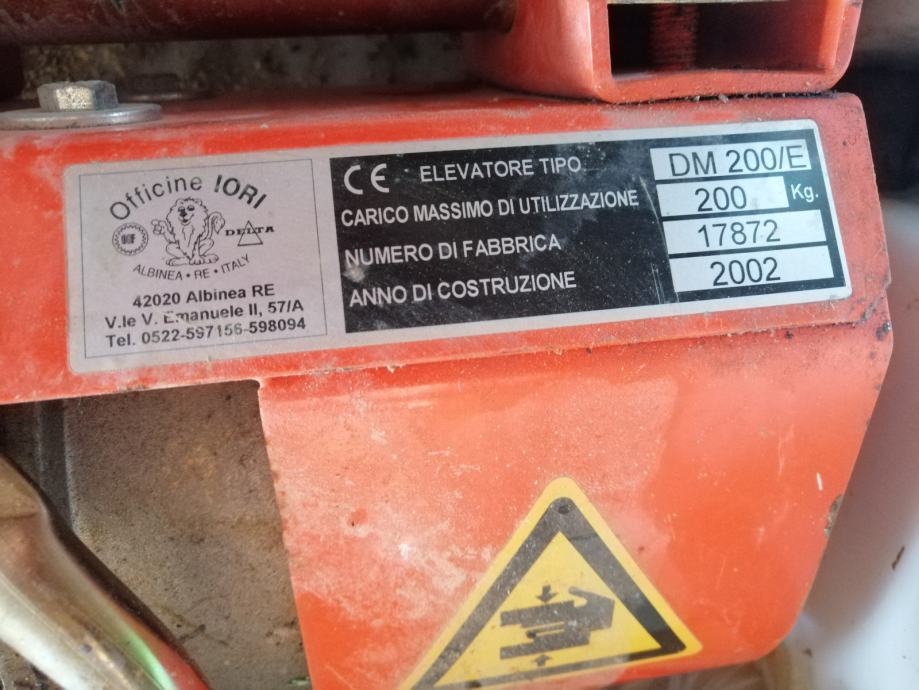 Officine IORI
DELTA
ALBINEA • RE • ITALY
42020 Albinea RE
V.le V. Emanuele II, 57/A
Tel. 0522-597156-598094
CE ELEVATORE TIPO DM 200/E
CARICO MASSIMO DI UTILIZZAZIONE 200 Kg.
NUMERO DI FABBRICA 17872
ANNO DI COSTRUZIONE 2002